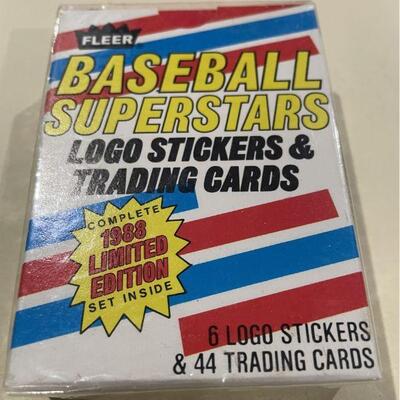 FLEER
BASEBALL
SUPERSTARS
LOGO STICKERS &
TRADING CARDS
COMPLETE
1988
LIMITED
EDITION
SET INSIDE
6 LOGO STICKERS
& 44 TRADING CARDS